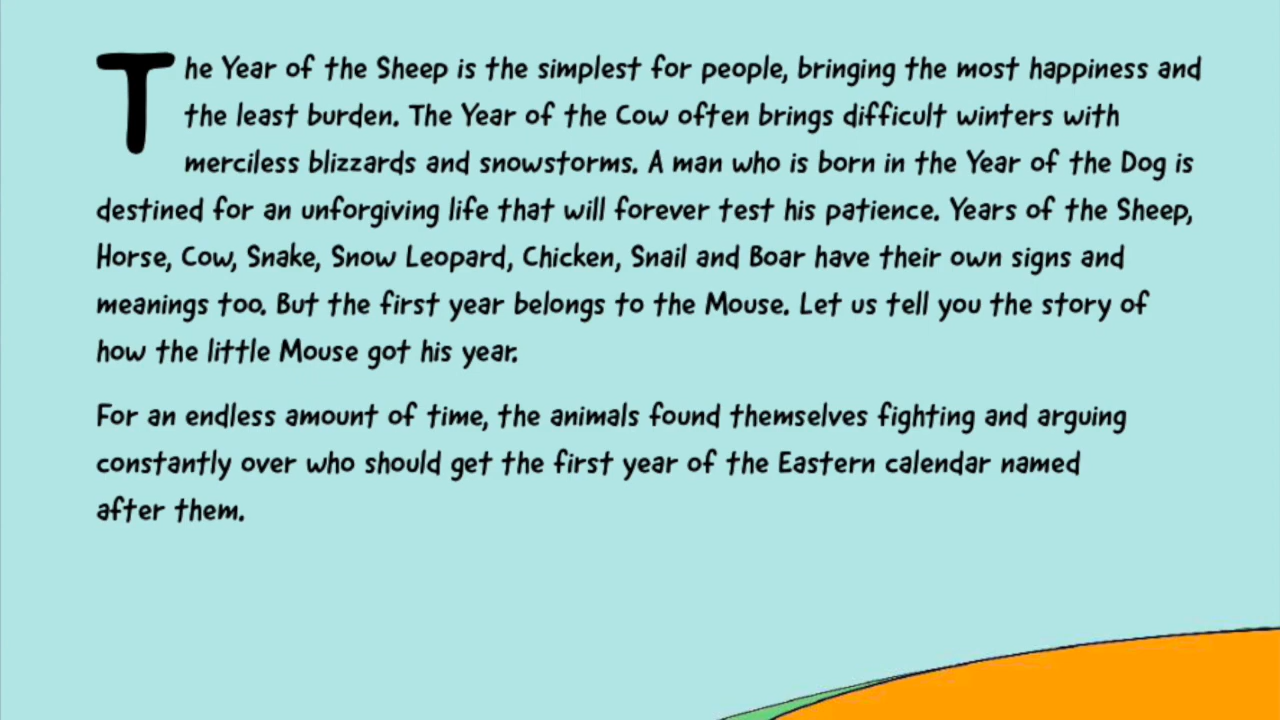 The Year of the Sheep is the simplest for people, bringing the most happiness and
the least burden. The Year of the Cow often brings difficult winters with
merciless blizzards and snowstorms. A man who is born in the Year of the Dog is
destined for an unforgiving life that will forever test his patience. Years of the Sheep,
Horse, Cow, Snake, Snow Leopard, Chicken, Snail and Boar have their own signs and
meanings too. But the first year belongs to the Mouse. Let us tell you the story of
how the little Mouse got his year.
For an endless amount of time, the animals found themselves fighting and arguing
constantly over who should get the first year of the Eastern calendar named
after them.